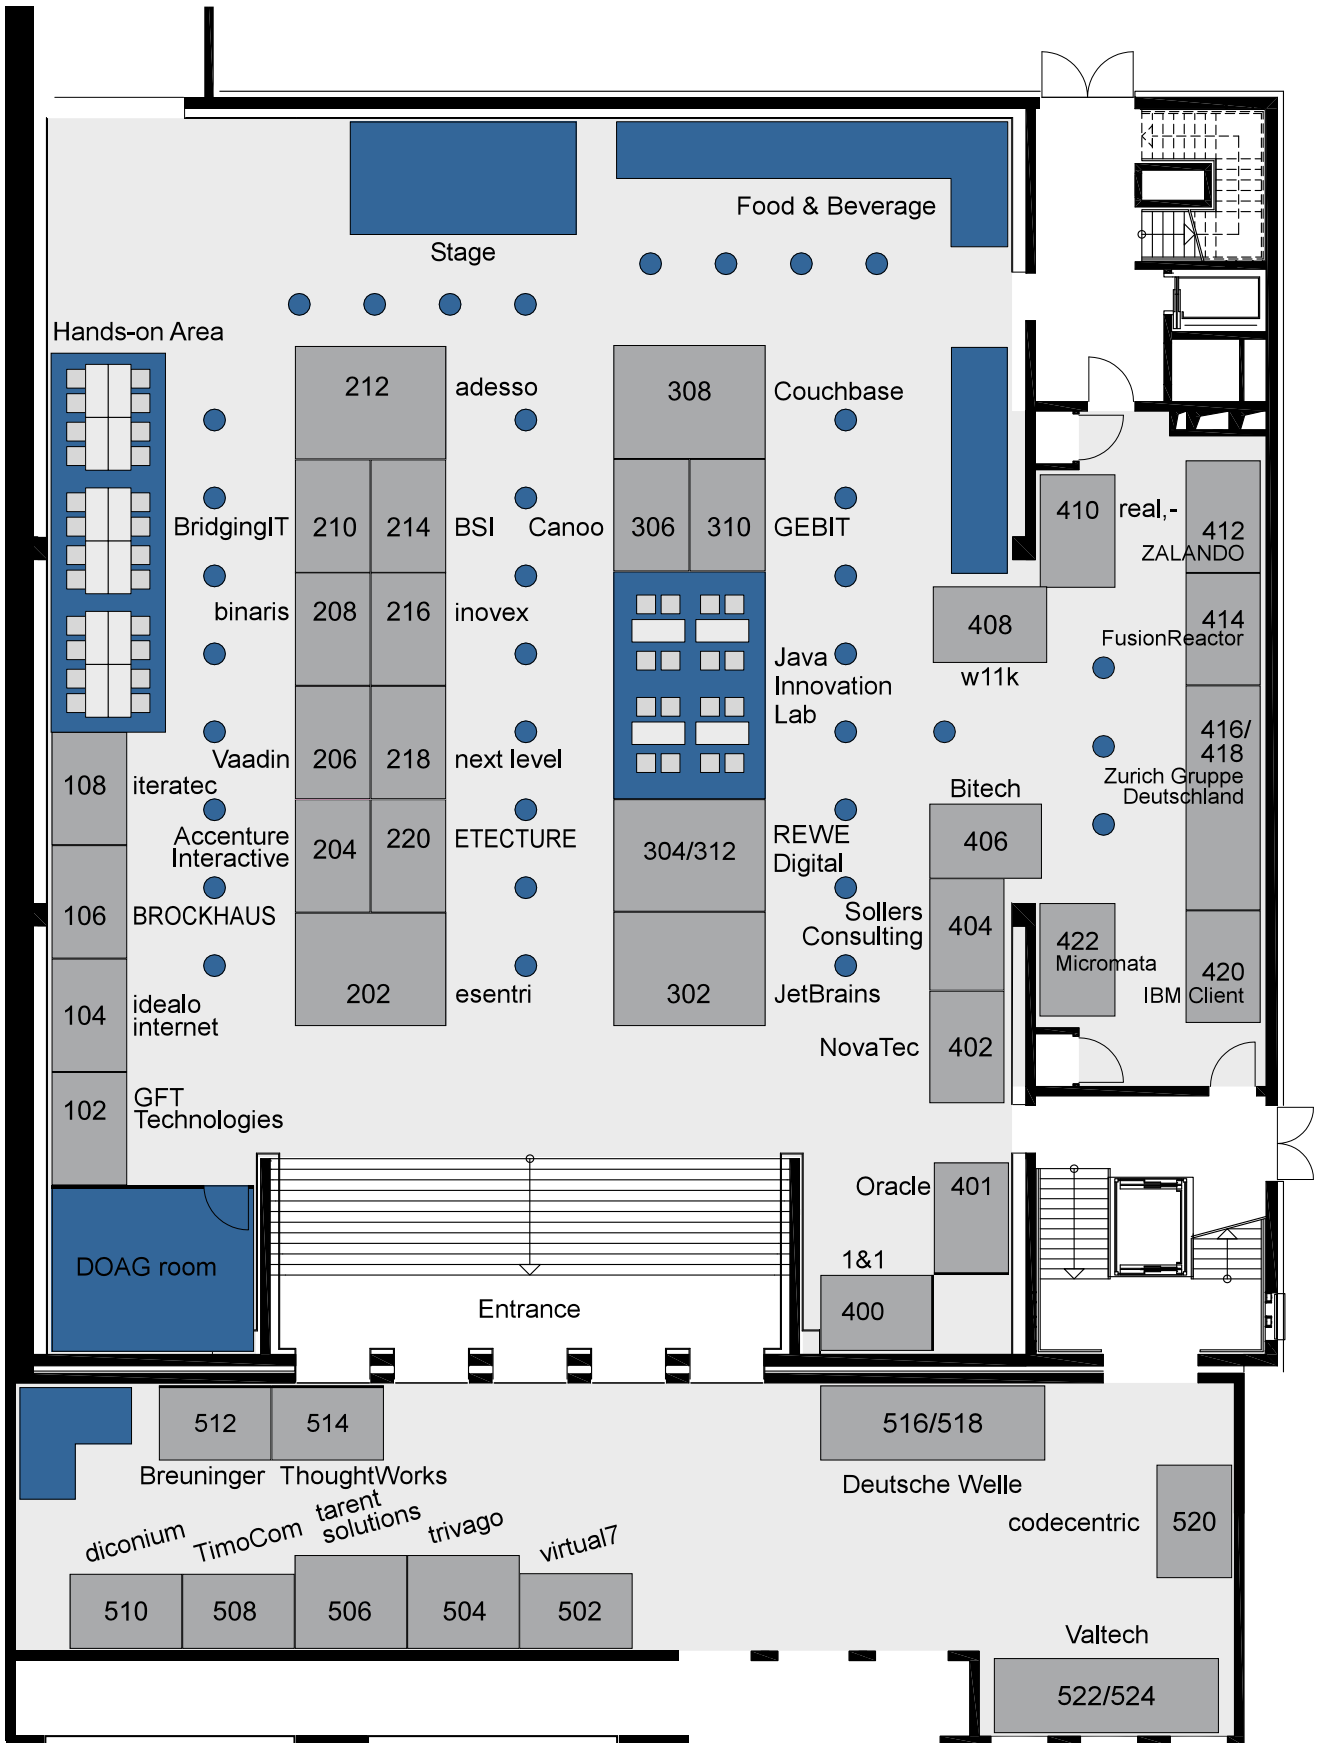 Food & Beverage
Stage
Hands-on Area
212
adesso
308
Couchbase
BridgingIT
210
214
BSI
Canoo
306
310
GEBIT
410
real,-
412
ZALANDO
binaris
208
216
inovex
408
w11k
414
FusionReactor
Java
Innovation
Lab
Vaadin
206
218
next level
416/
418
Zurich Gruppe
Deutschland
108
iteratec
Bitech
406
Accenture
Interactive
204
220
ETECTURE
304/312
REWE
Digital
106
BROCKHAUS
Sollers
Consulting
404
422
Micromata
420
IBM Client
202
esentri
302
JetBrains
104
idealo
internet
NovaTec
402
102
GFT
Technologies
Oracle
401
DOAG room
1&1
400
Entrance
512
514
516/518
Breuninger
ThoughtWorks
Deutsche Welle
codecentric
520
diconium
TimoCom
tarent
solutions
trivago
virtual7
510
508
506
504
502
Valtech
522/524